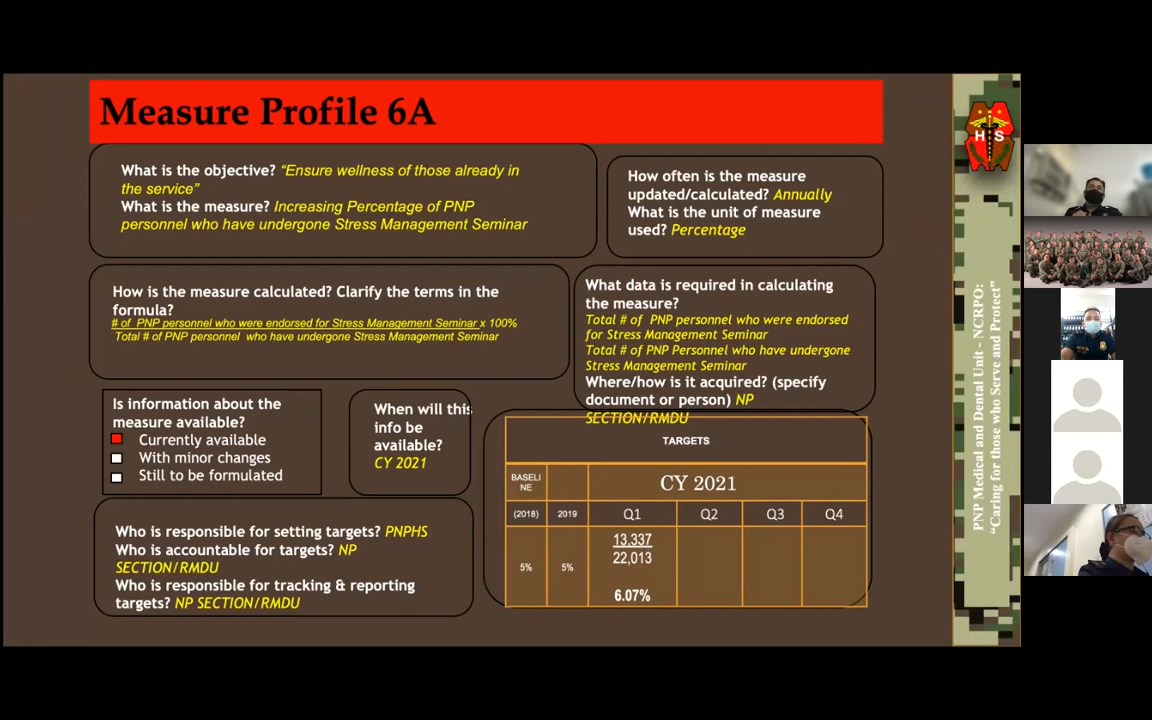 Measure Profile 6A
What is the objective? “Ensure wellness of those already in
the service”
What is the measure? Increasing Percentage of PNP
personnel who have undergone Stress Management Seminar
How often is the measure
updated/calculated? Annually
What is the unit of measure
used? Percentage
How is the measure calculated? Clarify the terms in the
formula?
# of PNP personnel who were endorsed for Stress Management Seminar x 100%
Total # of PNP personnel who have undergone Stress Management Seminar
What data is required in calculating
the measure?
Total # of PNP personnel who were endorsed
for Stress Management Seminar
Total # of PNP Personnel who have undergone
Stress Management Seminar
Where/how is it acquired? (specify
document or person) NP
SECTION/RMDU
Is information about the
measure available?
Currently available
With minor changes
Still to be formulated
When will this
info be
available?
CY 2021
Who is responsible for setting targets? PNPHS
Who is accountable for targets? NP
SECTION/RMDU
Who is responsible for tracking & reporting
targets? NP SECTION/RMDU
TARGETS
BASELI
NE
CY 2021
(2018) 2019 Q1 Q2 Q3 Q4
5% 5% 13,337
22,013
6.07%
H S
PNP Medical and Dental Unit - NCRPO:
“Caring for those who Serve and Protect”